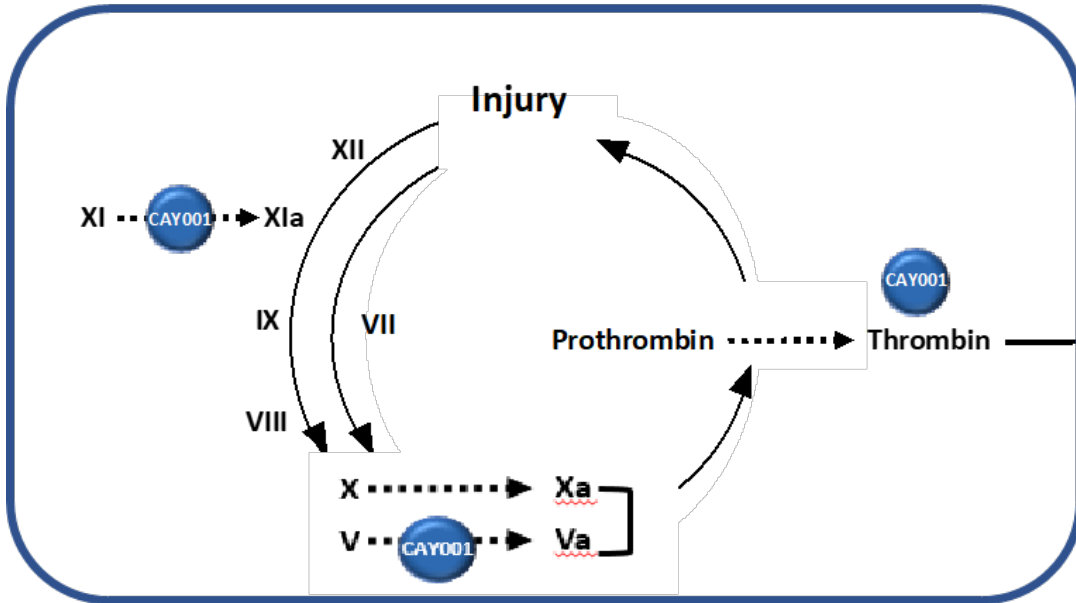 Injury
XII
XI CAY001 XIa
CAY001
IX VII
Prothrombin Thrombin
VIII
X Xa
V CAY001 Va